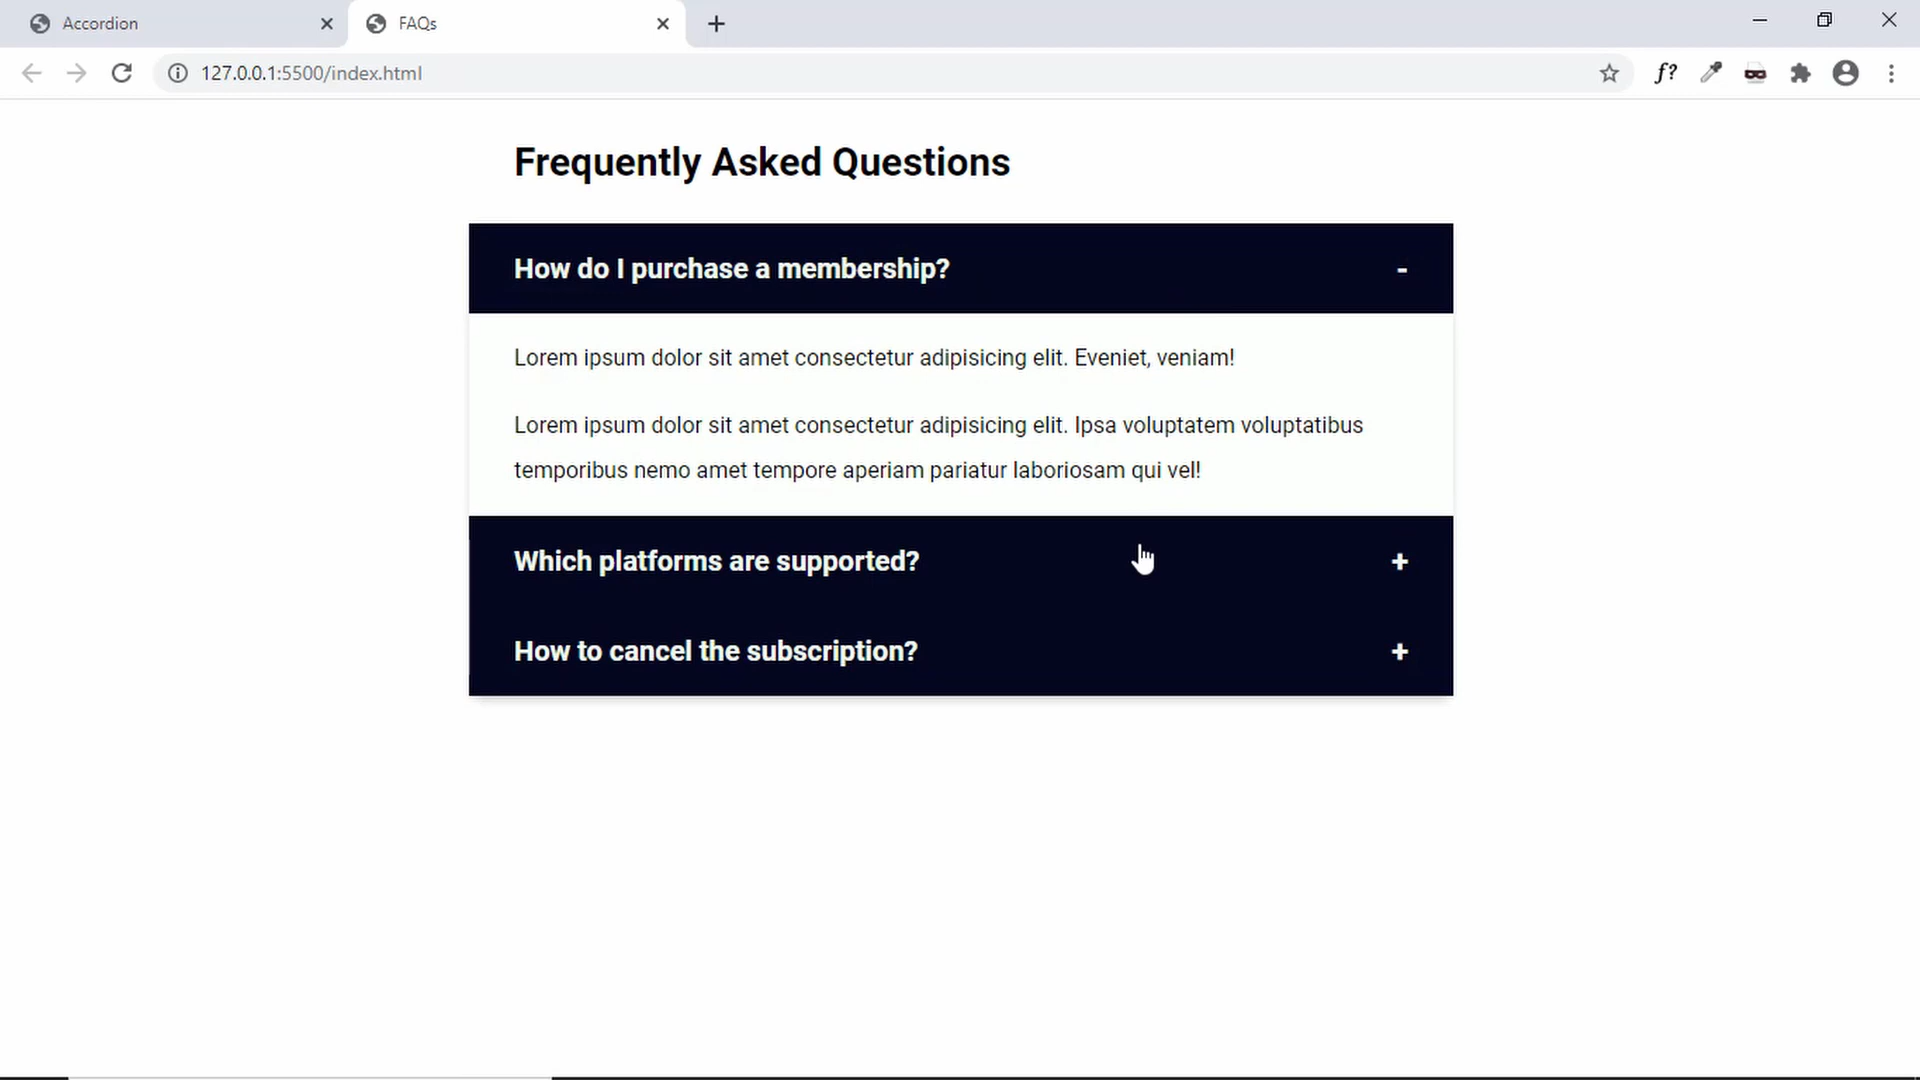 Accordion
FAQs
127.0.0.1:5500/index.html
f?
Frequently Asked Questions
How do I purchase a membership?
-
Lorem ipsum dolor sit amet consectetur adipisicing elit. Eveniet, veniam!
Lorem ipsum dolor sit amet consectetur adipisicing elit. Ipsa voluptatem voluptatibus
temporibus nemo amet tempore aperiam pariatur laboriosam qui vel!
Which platforms are supported?
+
How to cancel the subscription?
+